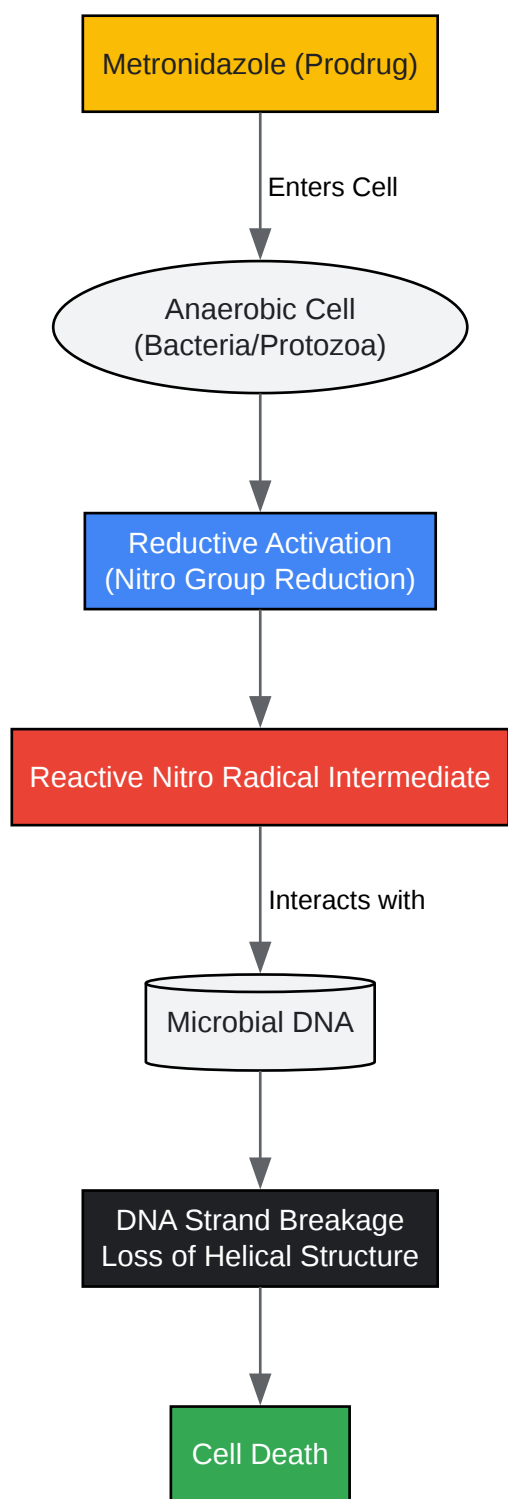 Metronidazole (Prodrug)
Enters Cell
Anaerobic Cell
(Bacteria/Protozoa)
Reductive Activation
(Nitro Group Reduction)
Reactive Nitro Radical Intermediate
Interacts with
Microbial DNA
DNA Strand Breakage
Loss of Helical Structure
Cell Death